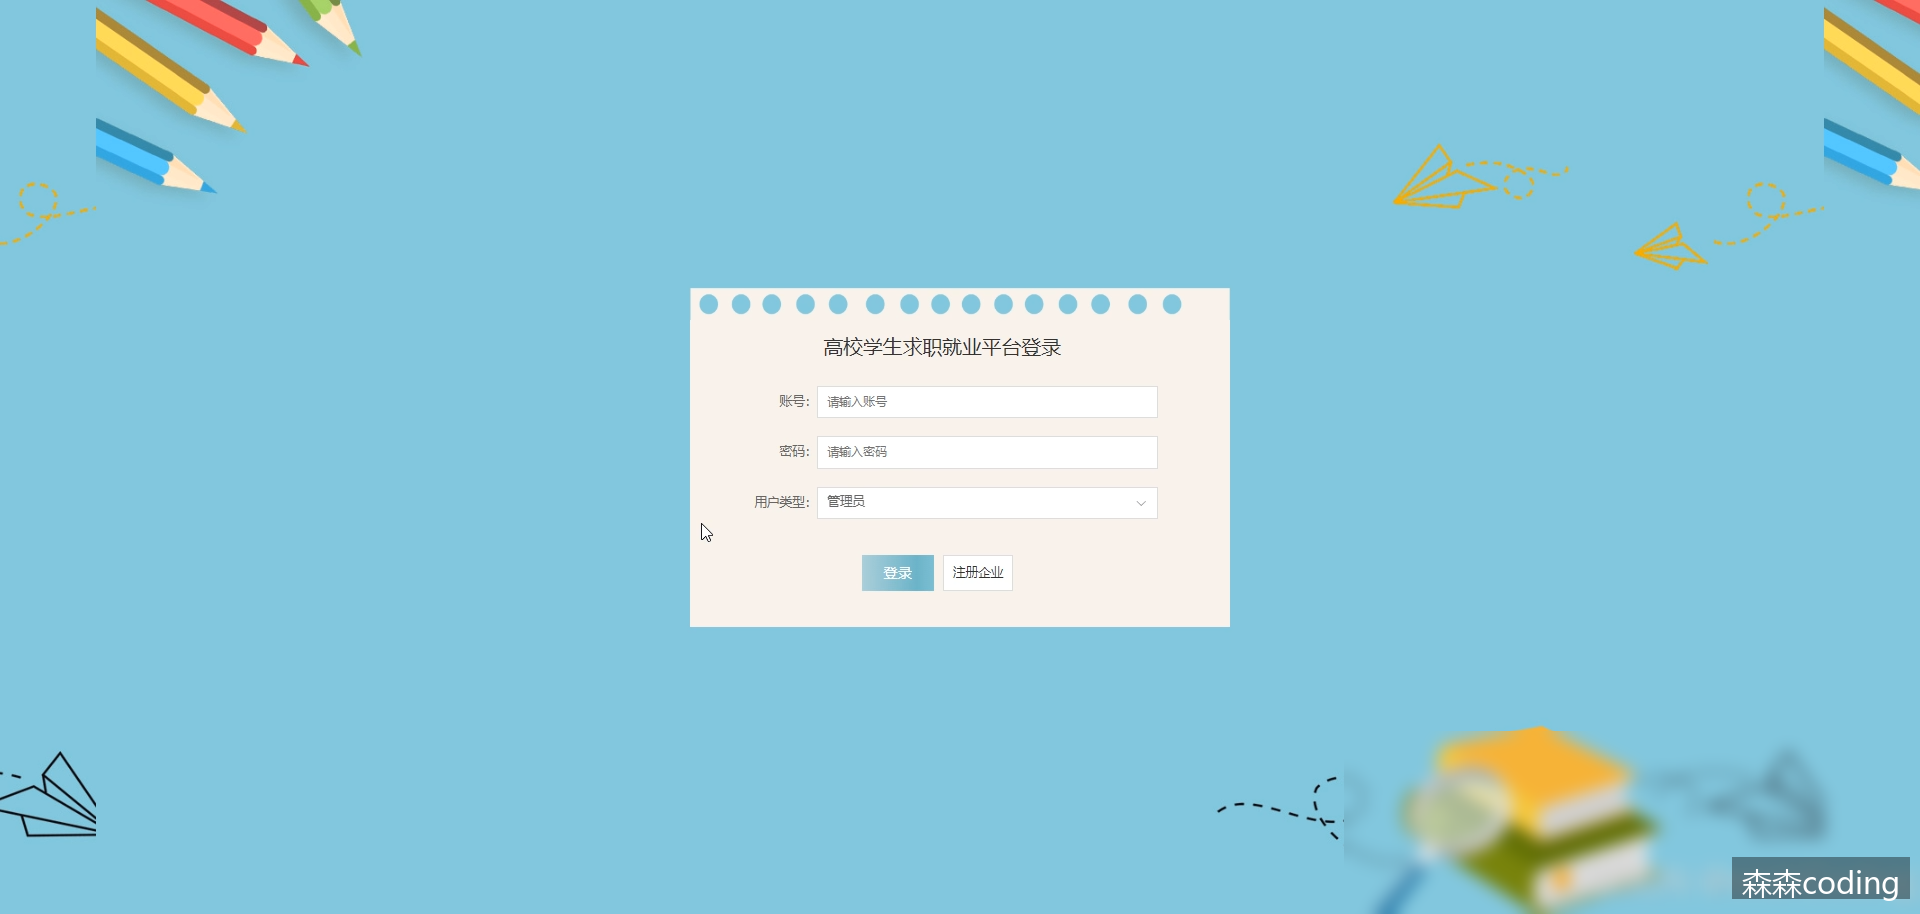 高校学生求职就业平台登录
账号: 请输入账号
密码: 请输入密码
用户类型: 管理员
登录 注册企业
森森coding